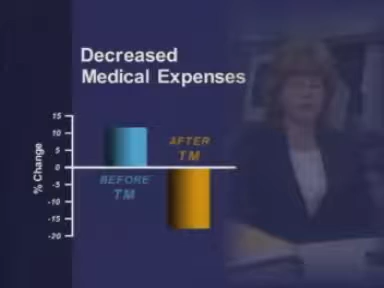 Decreased
Medical Expenses
15
10
5
0
-5
-10
-15
-20
% Change
AFTER
TM
BEFORE
TM